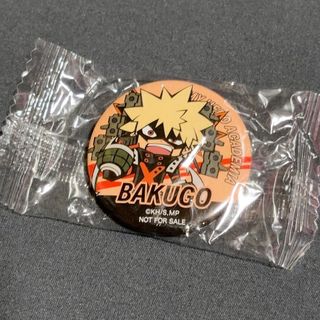 MY HERO ACADEMIA
BAKUGO
©KH/S,MP
NOT FOR SALE